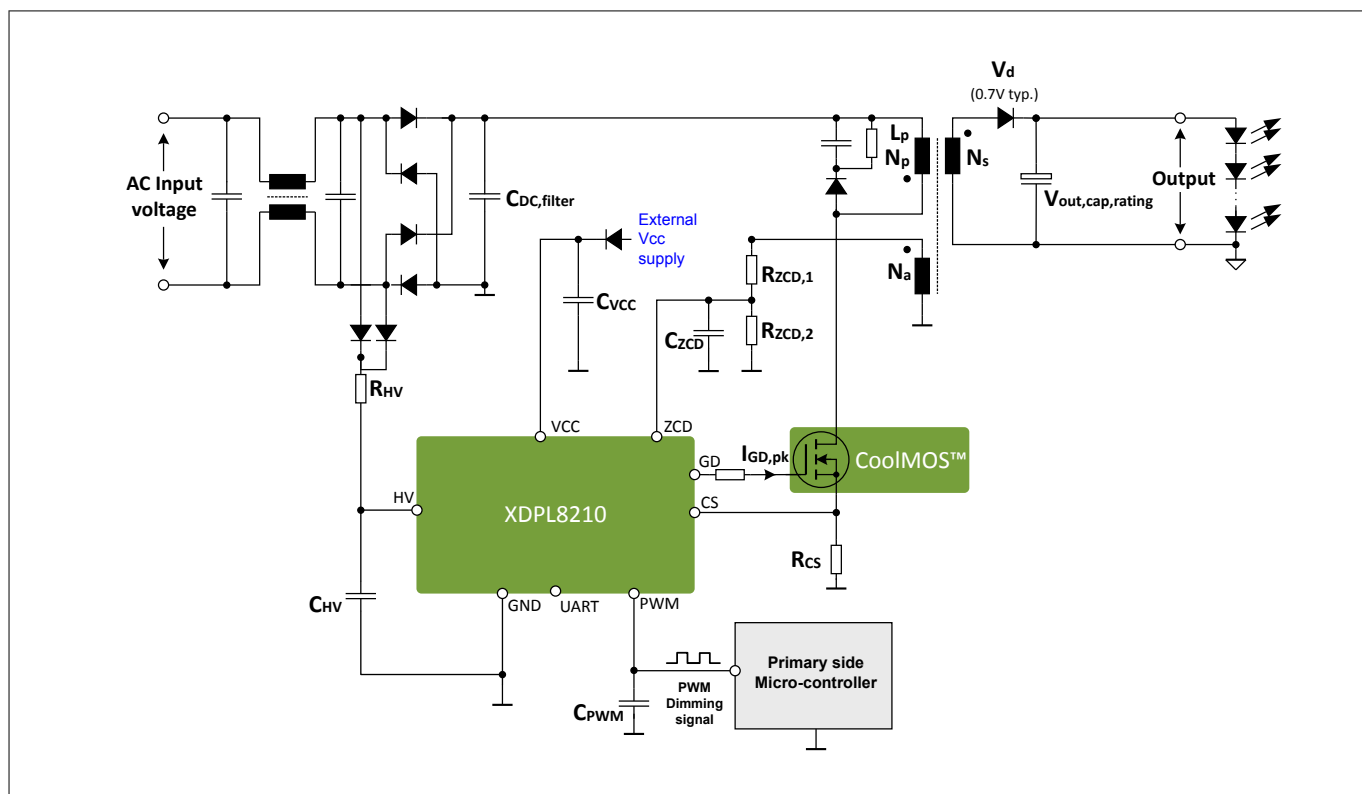 Vd
(0.7V typ.)
Lp
Np
Ns
AC Input
voltage
CDC,filter
Output
Vout,cap,rating
External
Vcc
supply
RZCD,1
Na
CVCC
CZCD
RZCD,2
RHV
VCC
ZCD
GD
IGD,pk
CoolMOS™
HV
XDPL8210
CS
RCS
CHV
GND
UART
PWM
Primary side
Micro-controller
PWM
Dimming
signal
CPWM